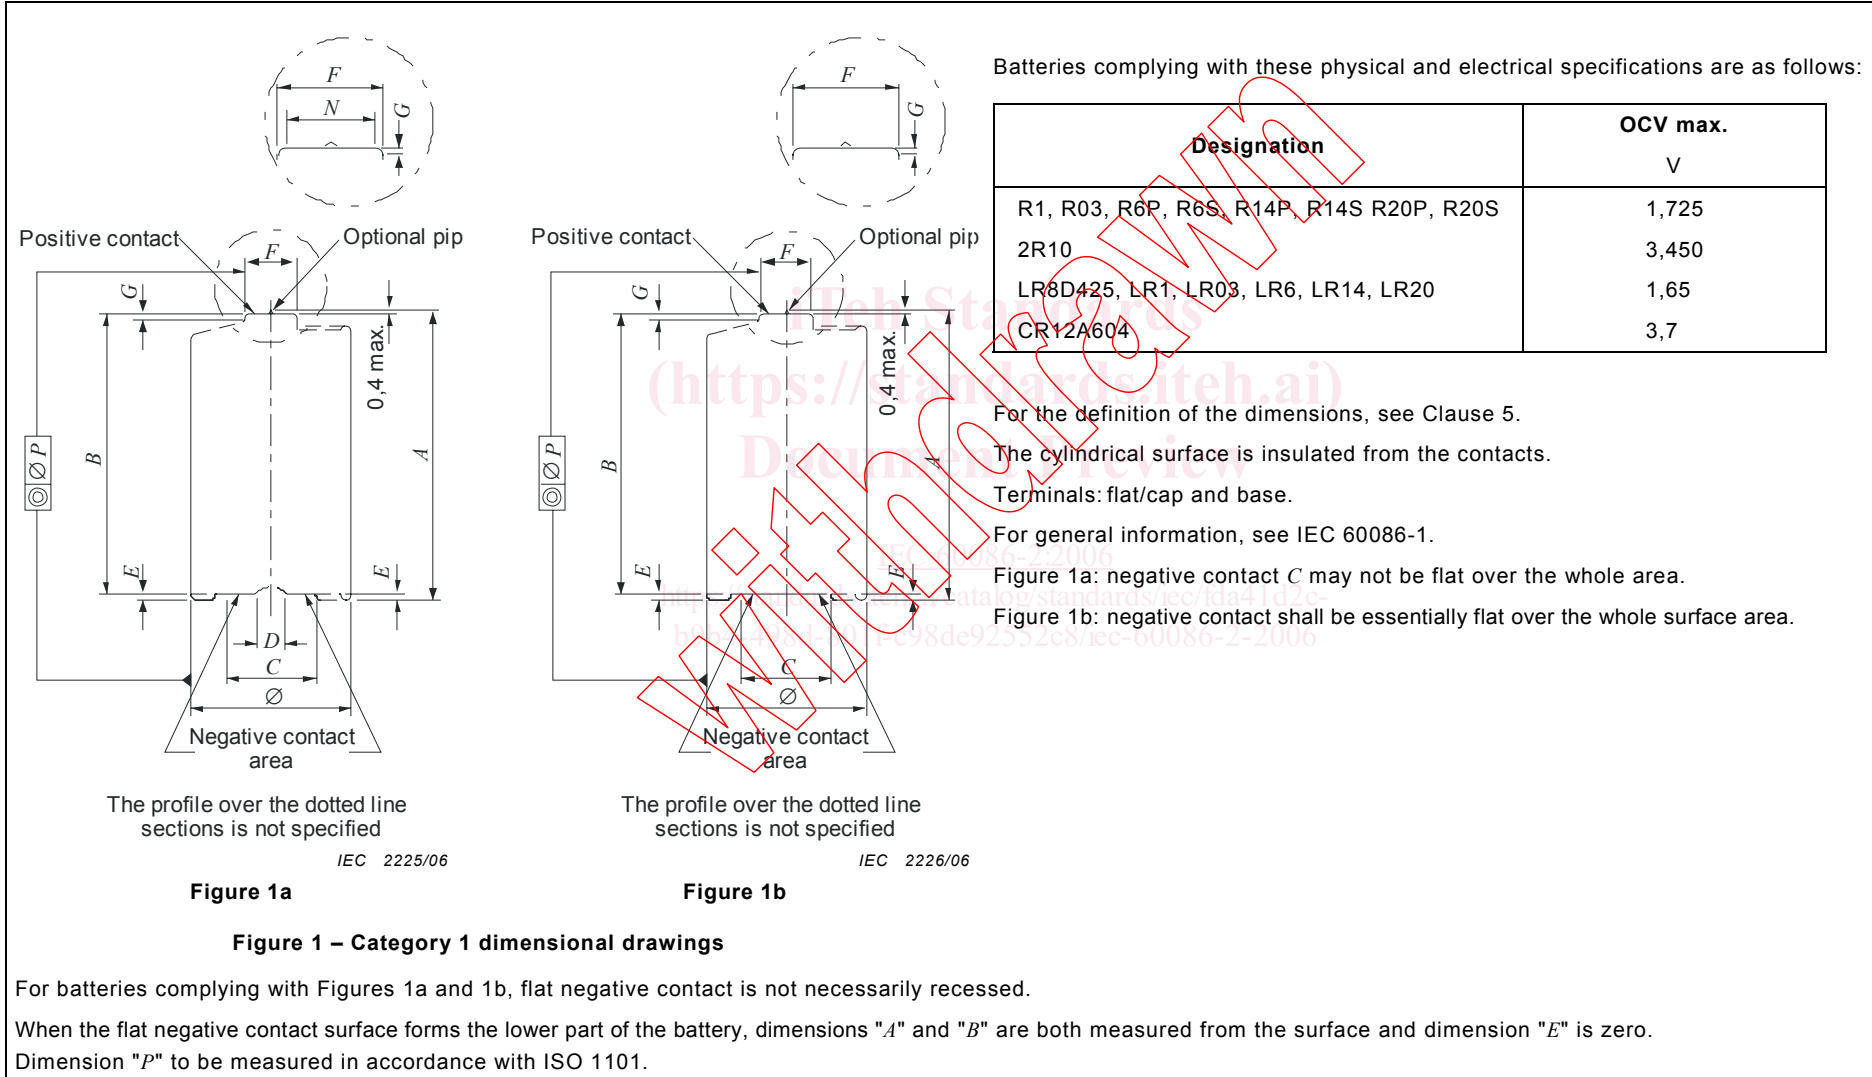 F
N
G
Positive contact
Optional pip
F
G
0,4 max.
B
A
⌾ ∅ P
E
E
D
C
∅
Negative contact
area
The profile over the dotted line
sections is not specified
IEC 2225/06
Figure 1a
F
G
Positive contact
Optional pip
F
G
0,4 max.
B
A
⌾ ∅ P
E
E
C
∅
Negative contact
area
The profile over the dotted line
sections is not specified
IEC 2226/06
Figure 1b
Figure 1 – Category 1 dimensional drawings
Batteries complying with these physical and electrical specifications are as follows:
Designation
OCV max.
V
R1, R03, R6P, R6S, R14P, R14S R20P, R20S 1,725
2R10 3,450
LR8D425, LR1, LR03, LR6, LR14, LR20 1,65
CR12A604 3,7
For the definition of the dimensions, see Clause 5.
The cylindrical surface is insulated from the contacts.
Terminals: flat/cap and base.
For general information, see IEC 60086-1.
Figure 1a: negative contact C may not be flat over the whole area.
Figure 1b: negative contact shall be essentially flat over the whole surface area.
For batteries complying with Figures 1a and 1b, flat negative contact is not necessarily recessed.
When the flat negative contact surface forms the lower part of the battery, dimensions "A" and "B" are both measured from the surface and dimension "E" is zero.
Dimension "P" to be measured in accordance with ISO 1101.
iTeh Standards
(https://standards.iteh.ai)
Document Preview
IEC 60086-2:2006
withdrawn